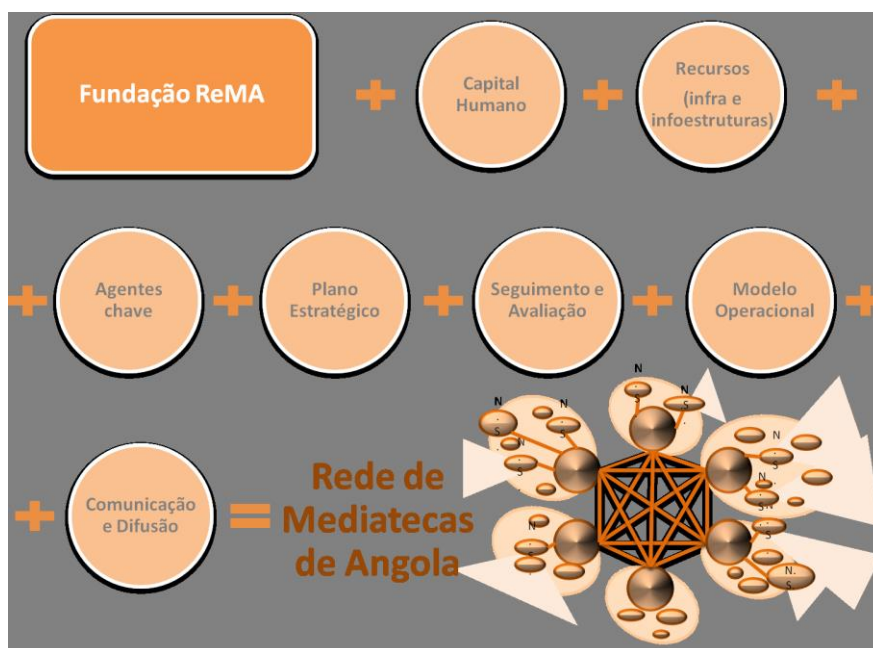 Fundação ReMA
+
Capital
Humano
+
Recursos
(infra e
infoestruturas)
+
+
Agentes
chave
+
Plano
Estratégico
+
Seguimento e
Avaliação
+
Modelo
Operacional
+
+
Comunicação
e Difusão
=
Rede de
Mediatecas
de Angola
N
.
S
N
.
S
N
.
S
N
.
S
N
.
S
N
.
S
N.
S